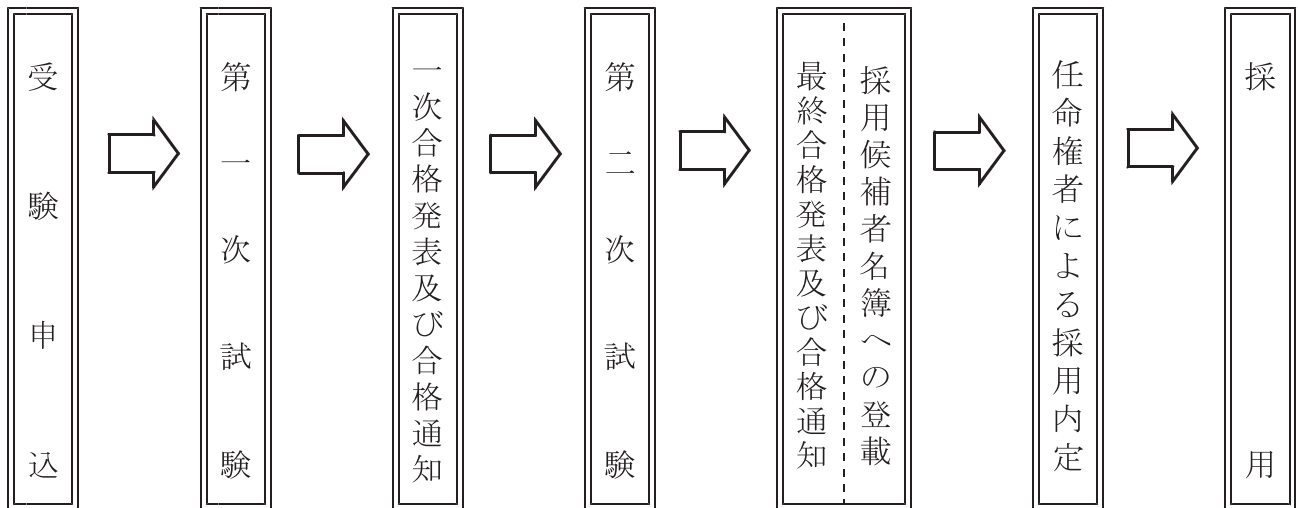 受験申込
第一次試験
一次合格発表及び合格通知
第二次試験
採用候補者名簿への登載
最終合格発表及び合格通知
任命権者による採用内定
採用